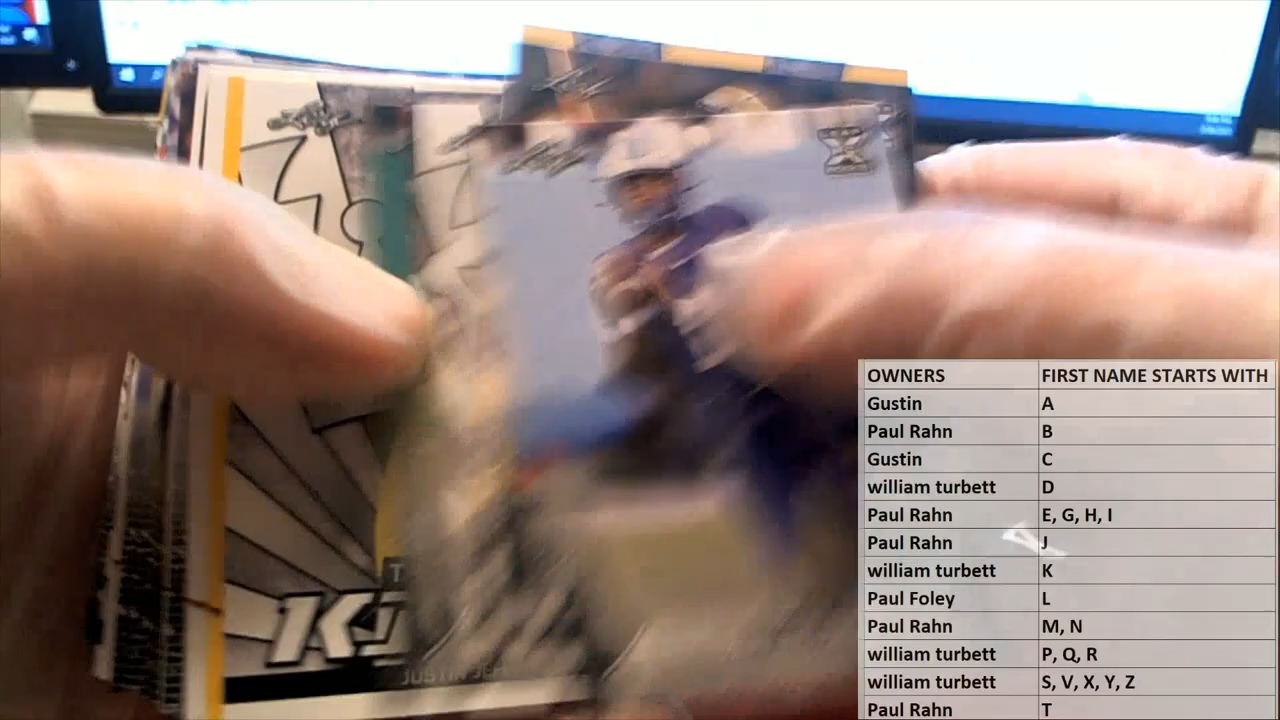 OWNERS FIRST NAME STARTS WITH
Gustin A
Paul Rahn B
Gustin C
william turbett D
Paul Rahn E, G, H, I
Paul Rahn J
william turbett K
Paul Foley L
Paul Rahn M, N
william turbett P, Q, R
william turbett S, V, X, Y, Z
Paul Rahn T
JUSTIN